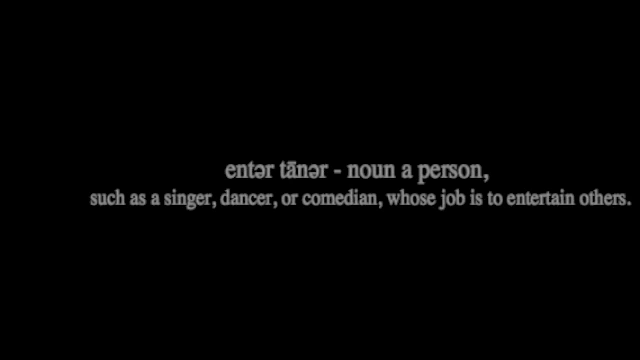 entər tānər - noun a person,
such as a singer, dancer, or comedian, whose job is to entertain others.